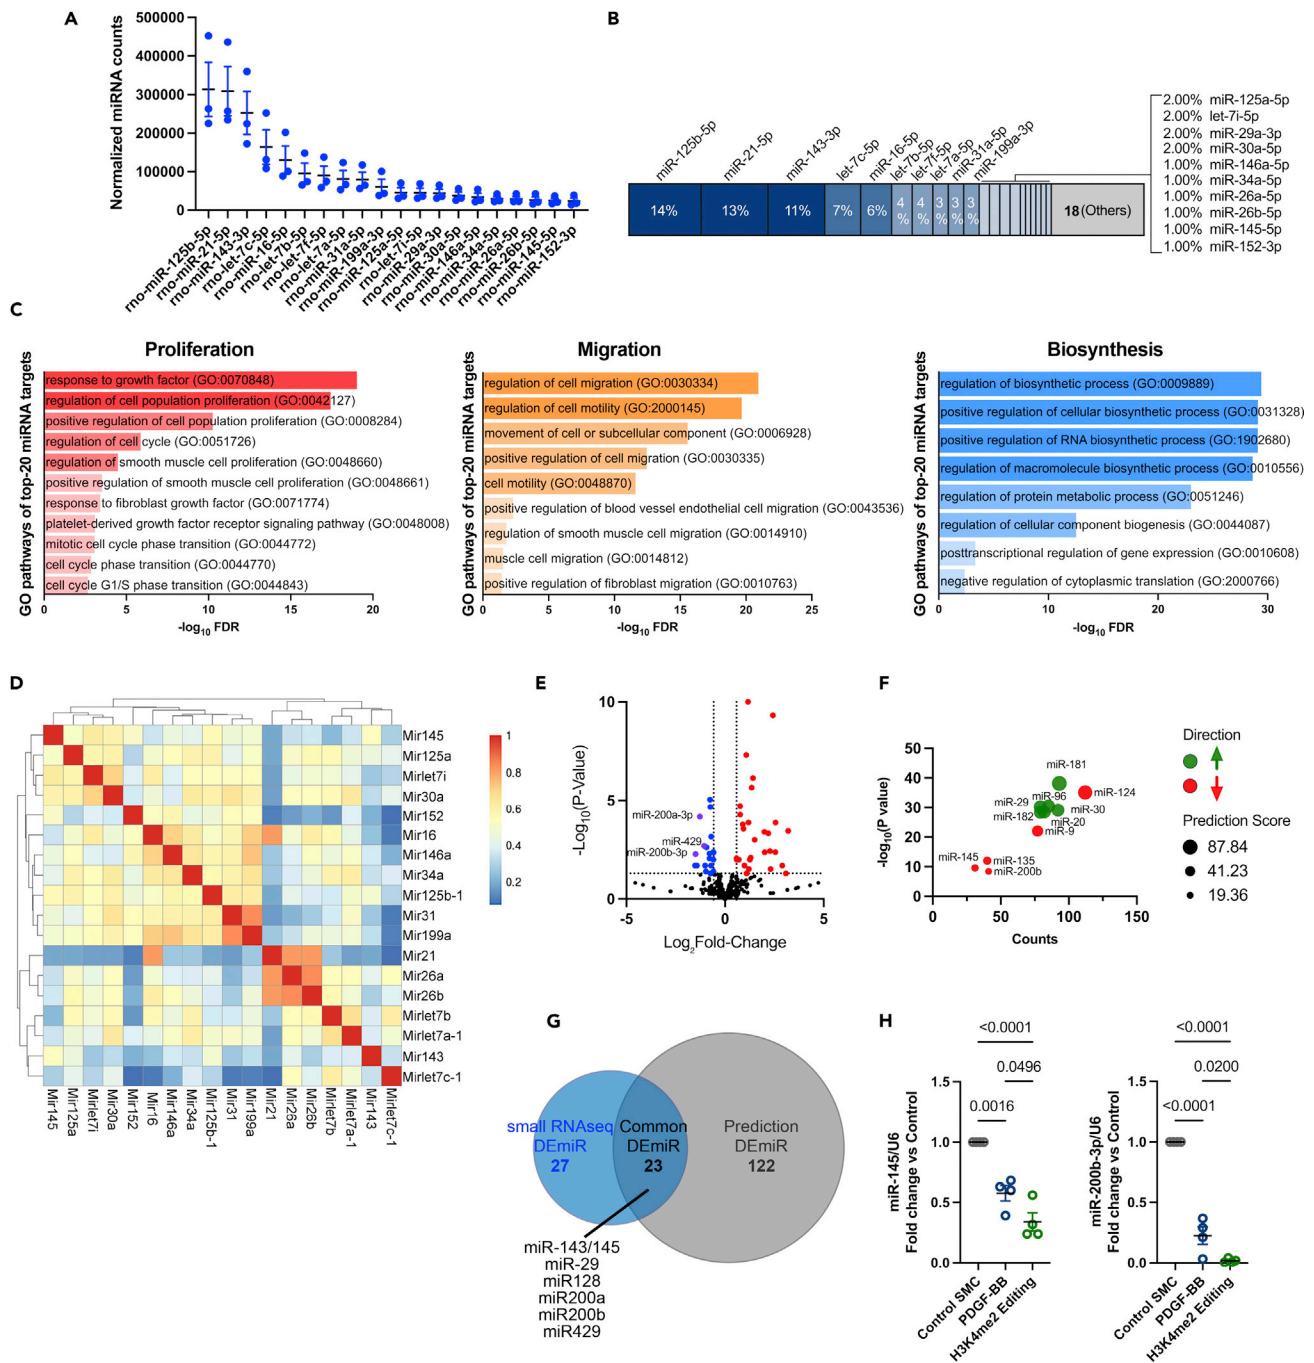 A
Normalized miRNA counts
500000
400000
300000
200000
100000
0
rno-miR-125b-5p
rno-miR-21-5p
rno-miR-143-3p
rno-let-7c-5p
rno-miR-16-5p
rno-let-7b-5p
rno-let-7f-5p
rno-let-7a-5p
rno-miR-31a-5p
rno-miR-199a-3p
rno-miR-125a-5p
rno-let-7i-5p
rno-miR-29a-3p
rno-miR-30a-5p
rno-miR-146a-5p
rno-miR-34a-5p
rno-miR-26a-5p
rno-miR-26b-5p
rno-miR-145-5p
rno-miR-152-3p
B
miR-125b-5p
miR-21-5p
miR-143-3p
let-7c-5p
miR-16-5p
let-7b-5p
let-7f-5p
let-7a-5p
miR-31a-5p
miR-199a-3p
14%
13%
11%
7%
6%
4 %
4 %
3 %
3 %
3 %
18 (Others)
2.00% miR-125a-5p
2.00% let-7i-5p
2.00% miR-29a-3p
2.00% miR-30a-5p
1.00% miR-146a-5p
1.00% miR-34a-5p
1.00% miR-26a-5p
1.00% miR-26b-5p
1.00% miR-145-5p
1.00% miR-152-3p
C
Proliferation
GO pathways of top-20 miRNA targets
response to growth factor (GO:0070848)
regulation of cell population proliferation (GO:0042127)
positive regulation of cell population proliferation (GO:0008284)
regulation of cell cycle (GO:0051726)
regulation of smooth muscle cell proliferation (GO:0048660)
positive regulation of smooth muscle cell proliferation (GO:0048661)
response to fibroblast growth factor (GO:0071774)
platelet-derived growth factor receptor signaling pathway (GO:0048008)
mitotic cell cycle phase transition (GO:0044772)
cell cycle phase transition (GO:0044770)
cell cycle G1/S phase transition (GO:0044843)
0 5 10 15 20
-log10 FDR
Migration
GO pathways of top-20 miRNA targets
regulation of cell migration (GO:0030334)
regulation of cell motility (GO:2000145)
movement of cell or subcellular component (GO:0006928)
positive regulation of cell migration (GO:0030335)
cell motility (GO:0048870)
positive regulation of blood vessel endothelial cell migration (GO:0043536)
regulation of smooth muscle cell migration (GO:0014910)
muscle cell migration (GO:0014812)
positive regulation of fibroblast migration (GO:0010763)
0 5 10 15 20 25
-log10 FDR
Biosynthesis
GO pathways of top-20 miRNA targets
regulation of biosynthetic process (GO:0009889)
positive regulation of cellular biosynthetic process (GO:0031328)
positive regulation of RNA biosynthetic process (GO:1902680)
regulation of macromolecule biosynthetic process (GO:0010556)
regulation of protein metabolic process (GO:0051246)
regulation of cellular component biogenesis (GO:0044087)
posttranscriptional regulation of gene expression (GO:0010608)
negative regulation of cytoplasmic translation (GO:2000766)
0 10 20 30
-log10 FDR
D
Mir145
Mir125a
Mirlet7i
Mir30a
Mir152
Mir16
Mir146a
Mir34a
Mir125b-1
Mir31
Mir199a
Mir21
Mir26a
Mir26b
Mirlet7b
Mirlet7a-1
Mir143
Mirlet7c-1
Mir145
Mir125a
Mirlet7i
Mir30a
Mir152
Mir16
Mir146a
Mir34a
Mir125b-1
Mir31
Mir199a
Mir21
Mir26a
Mir26b
Mirlet7b
Mirlet7a-1
Mir143
Mirlet7c-1
1
0.8
0.6
0.4
0.2
E
-Log10(P-Value)
10
5
0
miR-200a-3p
miR-429
miR-200b-3p
-5 0 5
Log2Fold-Change
F
-log10(P value)
50
40
30
20
10
0
miR-181
miR-124
miR-96
miR-29
miR-30
miR-182
miR-20
miR-9
miR-145
miR-135
miR-200b
0 50 100 150
Counts
Direction
Prediction Score
87.84
41.23
19.36
G
small RNAseq
DEmiR
27
Common
DEmiR
23
Prediction
DEmiR
122
miR-143/145
miR-29
miR128
miR200a
miR200b
miR429
H
miR-145/U6
Fold change vs Control
<0.0001
0.0496
0.0016
1.5
1.0
0.5
0.0
Control SMC
PDGF-BB
H3K4me2 Editing
miR-200b-3p/U6
Fold change vs Control
<0.0001
0.0200
<0.0001
1.5
1.0
0.5
0.0
Control SMC
PDGF-BB
H3K4me2 Editing